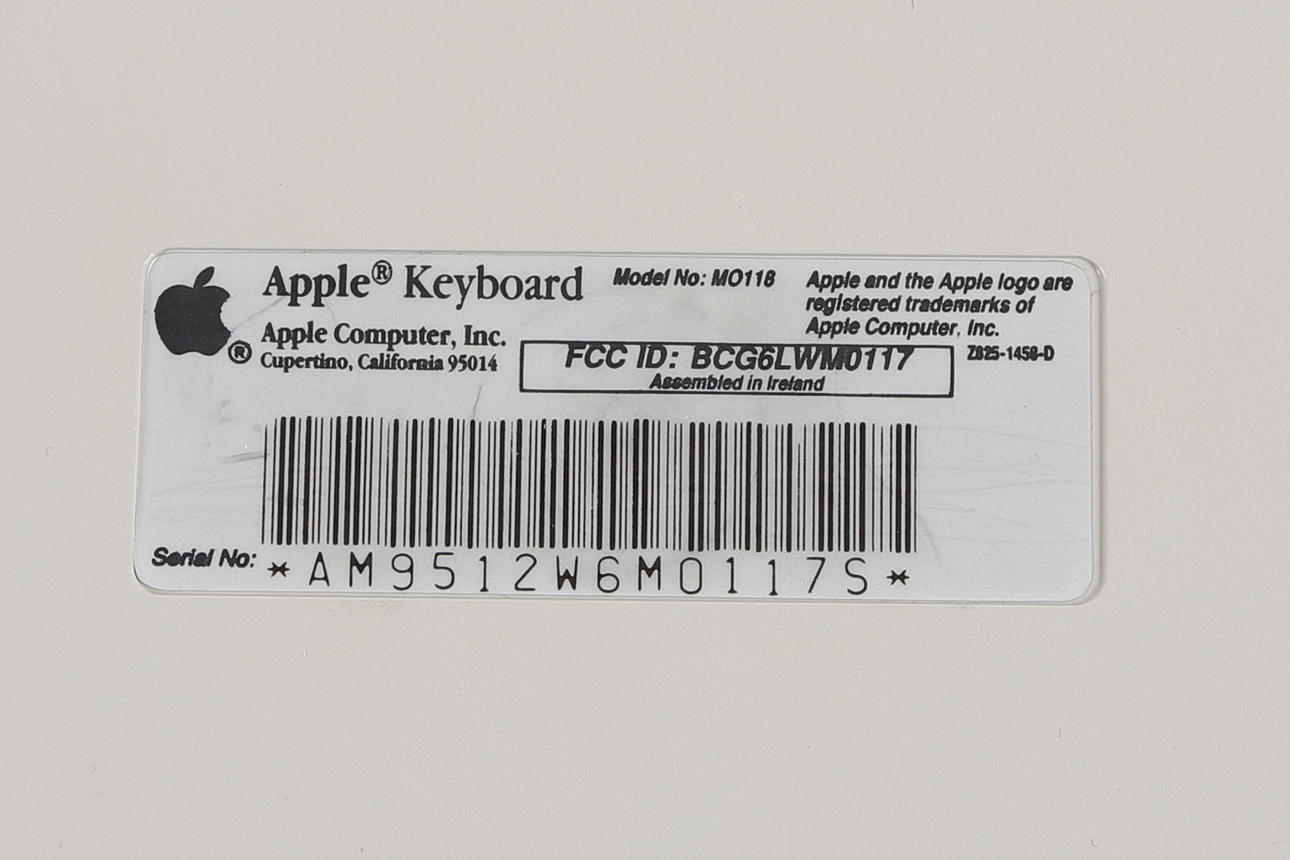 Apple® Keyboard
Model No: MO118
Apple and the Apple logo are
registered trademarks of
Apple Computer, Inc.
Apple Computer, Inc.
Cupertino, California 95014
®
FCC ID: BCG6LWM0117
Assembled in Ireland
Z825-1458-D
Serial No:
*AM9512W6M0117S*